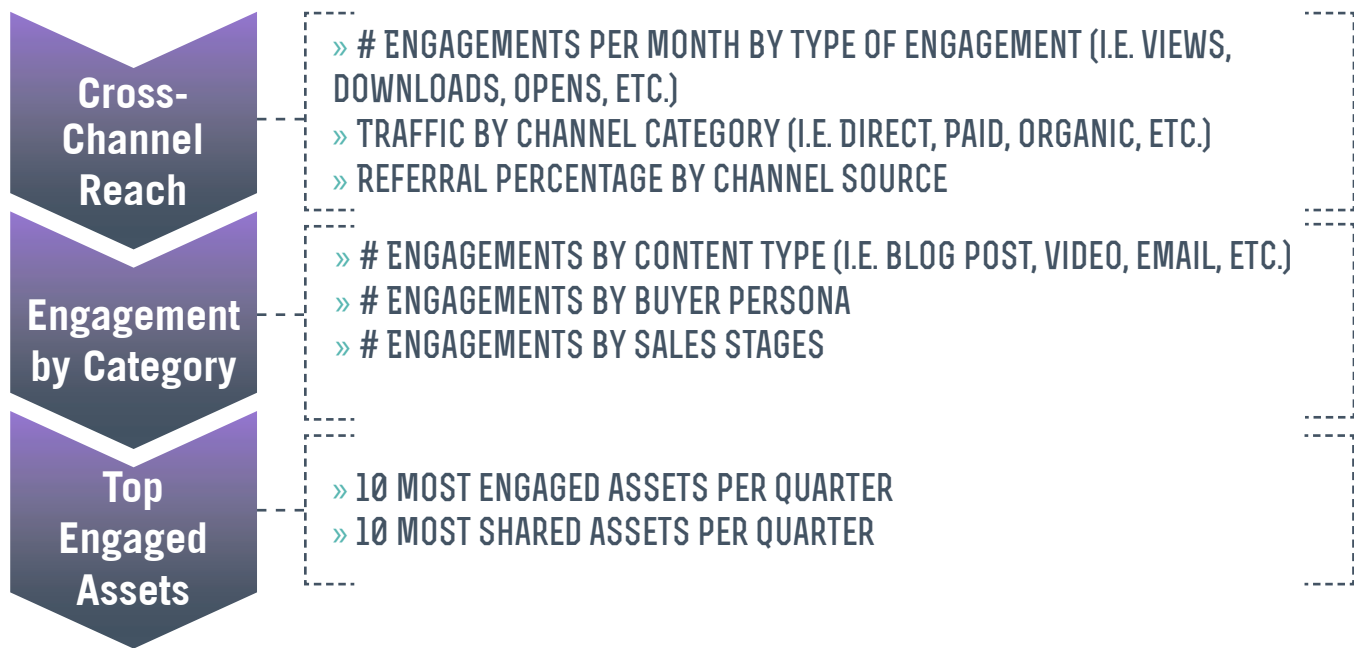 Cross-
Channel
Reach
» # ENGAGEMENTS PER MONTH BY TYPE OF ENGAGEMENT (I.E. VIEWS,
DOWNLOADS, OPENS, ETC.)
» TRAFFIC BY CHANNEL CATEGORY (I.E. DIRECT, PAID, ORGANIC, ETC.)
» REFERRAL PERCENTAGE BY CHANNEL SOURCE
Engagement
by Category
» # ENGAGEMENTS BY CONTENT TYPE (I.E. BLOG POST, VIDEO, EMAIL, ETC.)
» # ENGAGEMENTS BY BUYER PERSONA
» # ENGAGEMENTS BY SALES STAGES
Top
Engaged
Assets
» 10 MOST ENGAGED ASSETS PER QUARTER
» 10 MOST SHARED ASSETS PER QUARTER